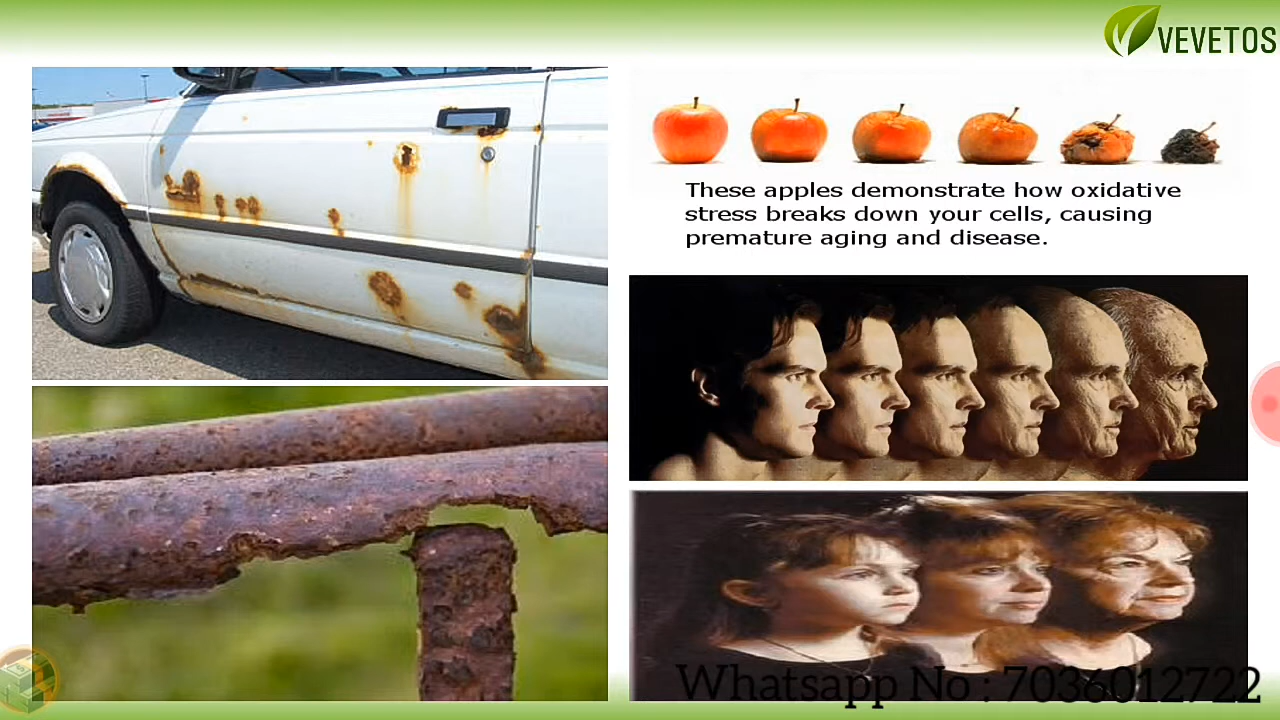 VEVETOS
These apples demonstrate how oxidative
stress breaks down your cells, causing
premature aging and disease.
Whatsapp No : 7036012722